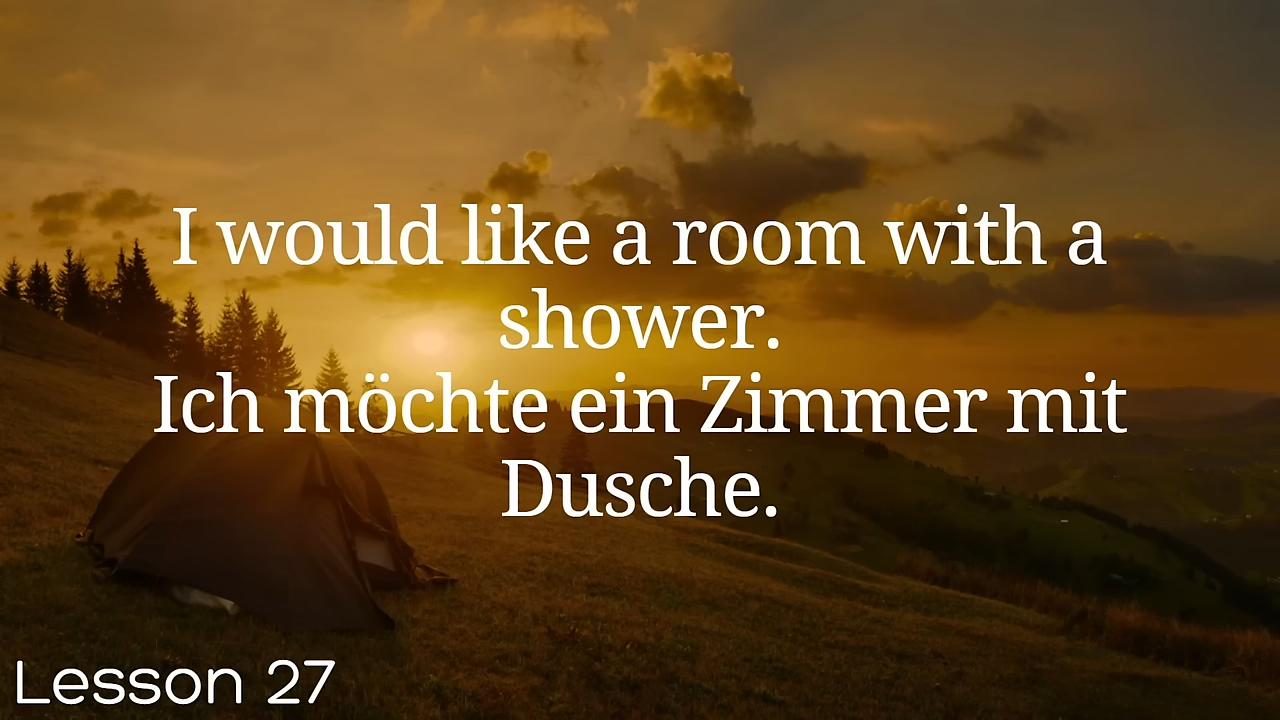 I would like a room with a
shower.
Ich möchte ein Zimmer mit
Dusche.
Lesson 27